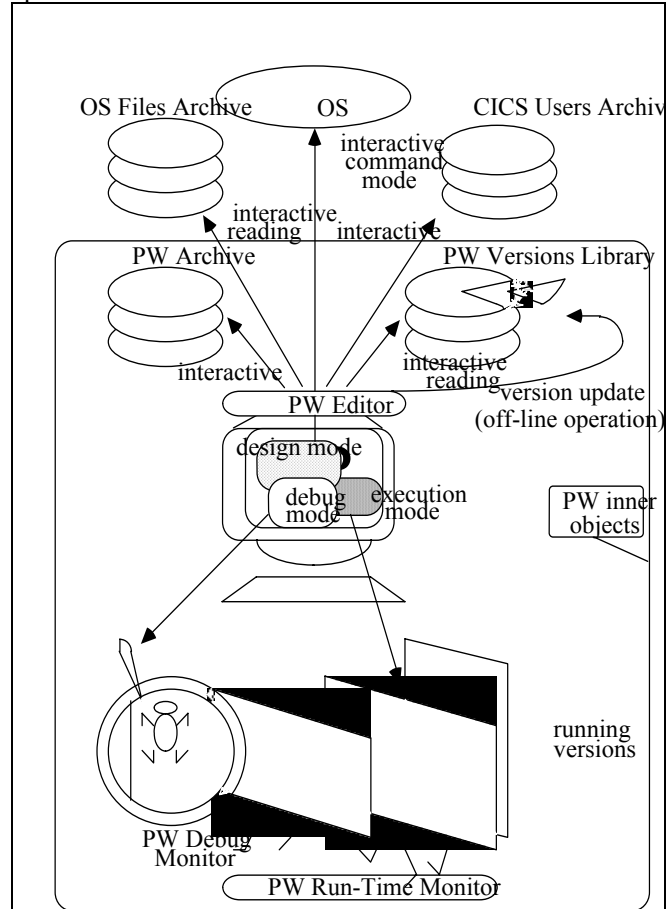 OS Files Archive
OS
CICS Users Archiv
interactive
command
mode
interactive
reading
interactive
PW Archive
PW Versions Library
interactive
interactive
reading
version update
(off-line operation)
PW Editor
design mode
debug
mode
execution
mode
PW inner
objects
running
versions
PW Debug
Monitor
PW Run-Time Monitor